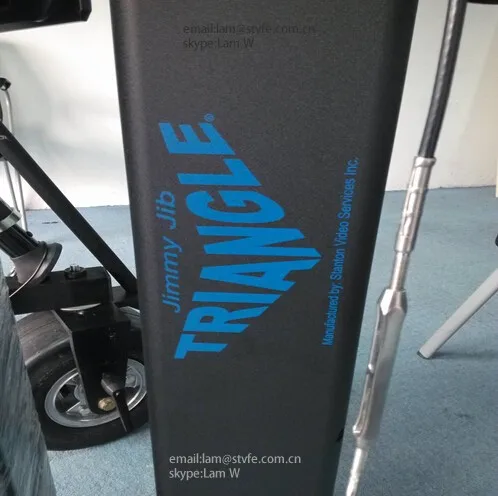 email:lam@stvfe.com.cn
skype:Lam W
Jimmy Jib
TRIANGLE®
Manufactured by: Stanton Video Services Inc.
email:lam@stvfe.com.cn
skype:Lam W